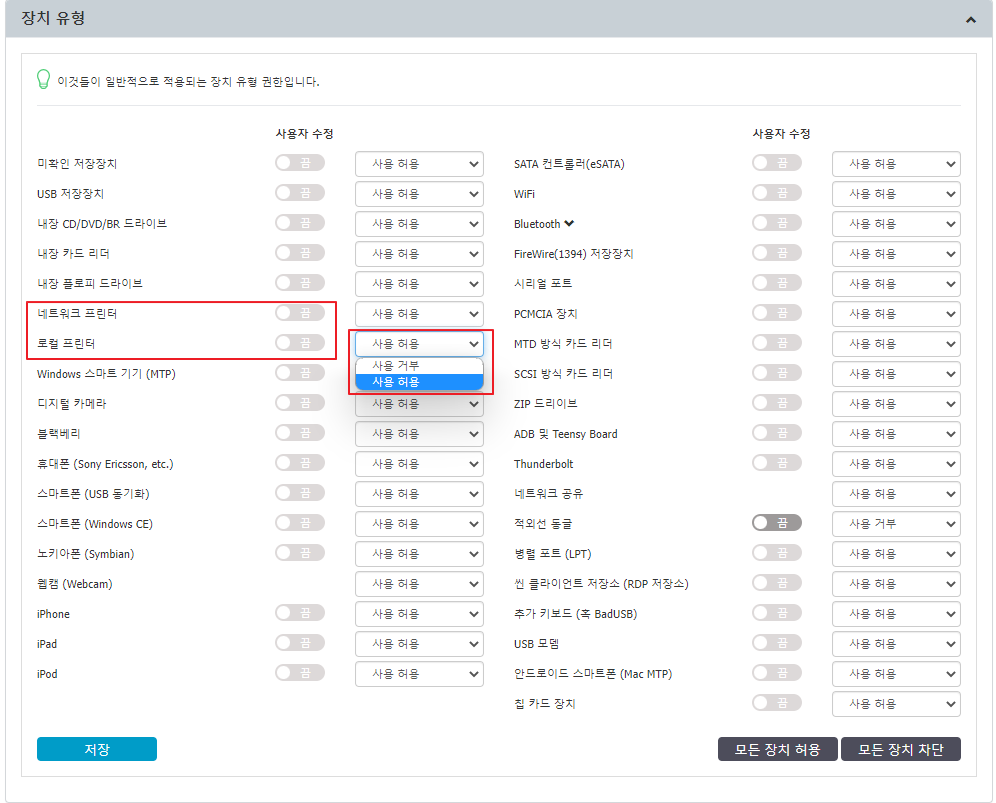 장치 유형
이것들이 일반적으로 적용되는 장치 유형 권한입니다.
사용자 수정
미확인 저장장치 끔 사용 허용
USB 저장장치 끔 사용 허용
내장 CD/DVD/BR 드라이브 끔 사용 허용
내장 카드 리더 끔 사용 허용
내장 플로피 드라이브 끔 사용 허용
네트워크 프린터 끔 사용 허용
로컬 프린터 끔 사용 허용
사용 거부
사용 허용
Windows 스마트 기기 (MTP) 끔
디지털 카메라 끔 사용 허용
블랙베리 끔 사용 허용
휴대폰 (Sony Ericsson, etc.) 끔 사용 허용
스마트폰 (USB 동기화) 끔 사용 허용
스마트폰 (Windows CE) 끔 사용 허용
노키아폰 (Symbian) 끔 사용 허용
웹캠 (Webcam) 사용 허용
iPhone 끔 사용 허용
iPad 끔 사용 허용
iPod 끔 사용 허용
사용자 수정
SATA 컨트롤러(eSATA) 끔 사용 허용
WiFi 끔 사용 허용
Bluetooth 끔 사용 허용
FireWire(1394) 저장장치 끔 사용 허용
시리얼 포트 끔 사용 허용
PCMCIA 장치 끔 사용 허용
MTD 방식 카드 리더 끔 사용 허용
SCSI 방식 카드 리더 끔 사용 허용
ZIP 드라이브 끔 사용 허용
ADB 및 Teensy Board 끔 사용 허용
Thunderbolt 끔 사용 허용
네트워크 공유 사용 허용
적외선 동글 끔 사용 거부
병렬 포트 (LPT) 끔 사용 허용
씬 클라이언트 저장소 (RDP 저장소) 끔 사용 허용
추가 키보드 (혹 BadUSB) 끔 사용 허용
USB 모뎀 끔 사용 허용
안드로이드 스마트폰 (Mac MTP) 끔 사용 허용
칩 카드 장치 끔 사용 허용
저장
모든 장치 허용
모든 장치 차단